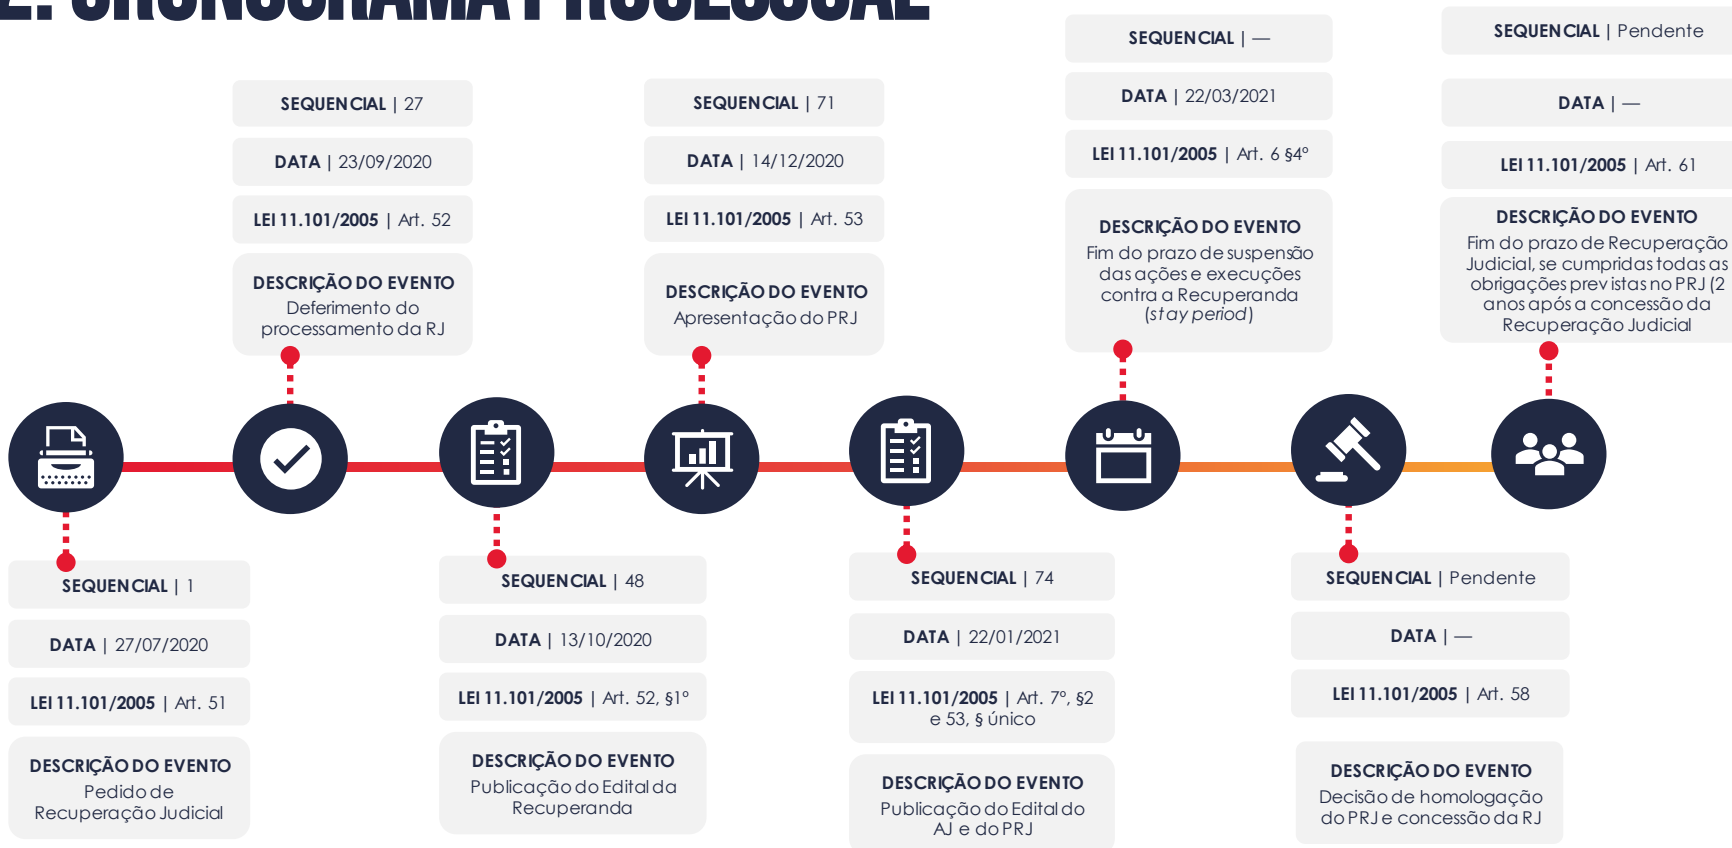 2. CRONOGRAMA PROCESSUAL
SEQUENCIAL | 1
DATA | 27/07/2020
LEI 11.101/2005 | Art. 51
DESCRIÇÃO DO EVENTO
Pedido de
Recuperação Judicial
SEQUENCIAL | 27
DATA | 23/09/2020
LEI 11.101/2005 | Art. 52
DESCRIÇÃO DO EVENTO
Deferimento do
processamento da RJ
SEQUENCIAL | 48
DATA | 13/10/2020
LEI 11.101/2005 | Art. 52, §1º
DESCRIÇÃO DO EVENTO
Publicação do Edital da
Recuperanda
SEQUENCIAL | 71
DATA | 14/12/2020
LEI 11.101/2005 | Art. 53
DESCRIÇÃO DO EVENTO
Apresentação do PRJ
SEQUENCIAL | 74
DATA | 22/01/2021
LEI 11.101/2005 | Art. 7º, §2
e 53, § único
DESCRIÇÃO DO EVENTO
Publicação do Edital do
AJ e do PRJ
SEQUENCIAL | —
DATA | 22/03/2021
LEI 11.101/2005 | Art. 6 §4º
DESCRIÇÃO DO EVENTO
Fim do prazo de suspensão
das ações e execuções
contra a Recuperanda
(stay period)
SEQUENCIAL | Pendente
DATA | —
LEI 11.101/2005 | Art. 58
DESCRIÇÃO DO EVENTO
Decisão de homologação
do PRJ e concessão da RJ
SEQUENCIAL | Pendente
DATA | —
LEI 11.101/2005 | Art. 61
DESCRIÇÃO DO EVENTO
Fim do prazo de Recuperação
Judicial, se cumpridas todas as
obrigações previstas no PRJ (2
anos após a concessão da
Recuperação Judicial